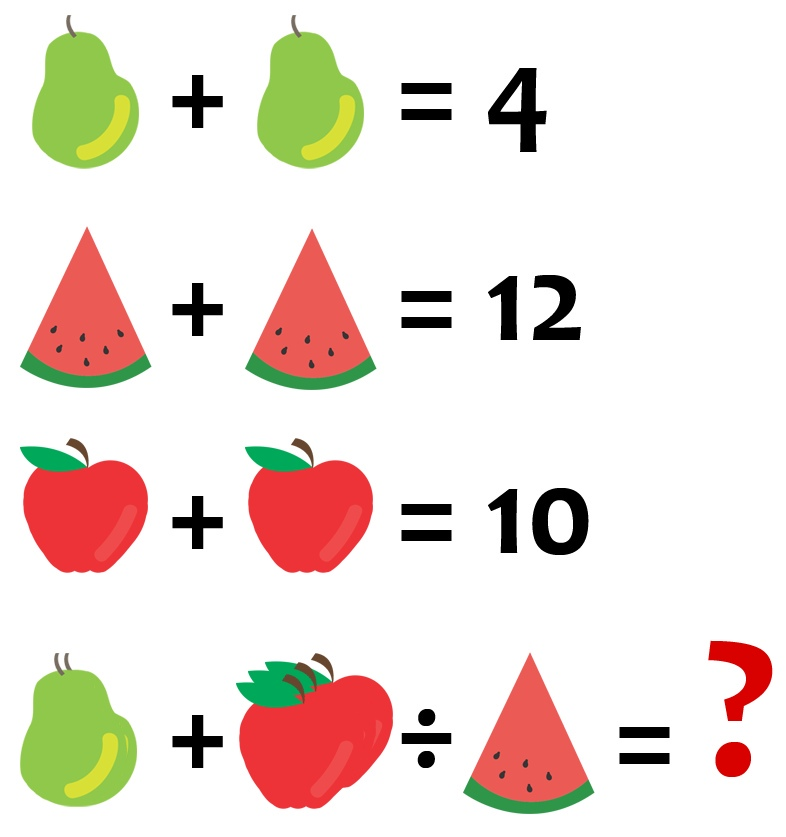 + = 4
+ = 12
+ = 10
+ ÷ = ?